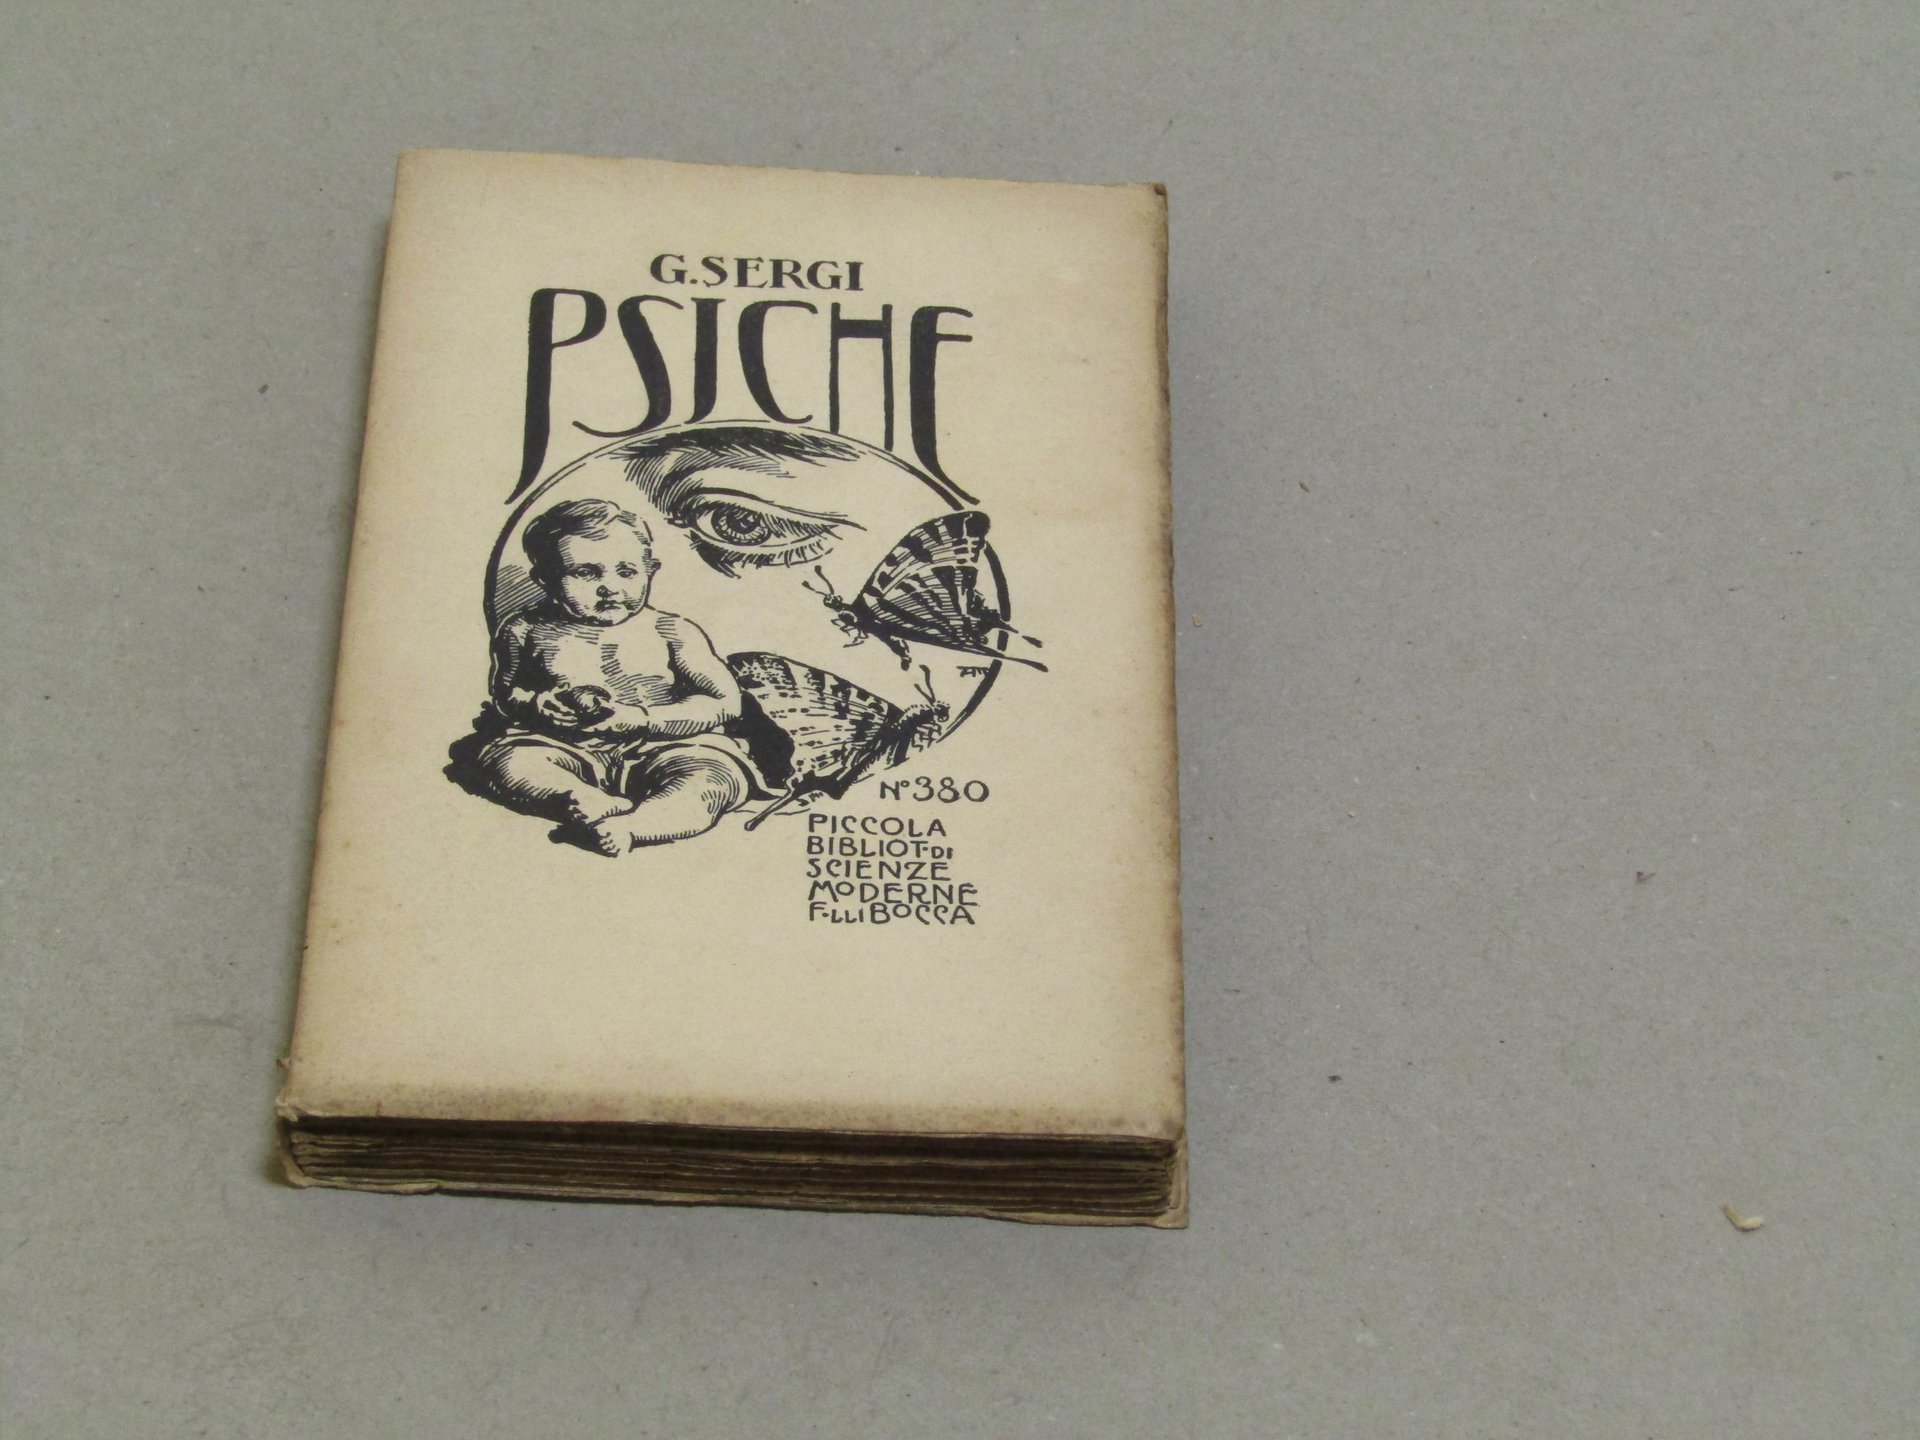 G. SERGI
PSICHE
N° 380
PICCOLA
BIBLIOT. DI
SCIENZE
MODERNE
F.LLI BOCCA